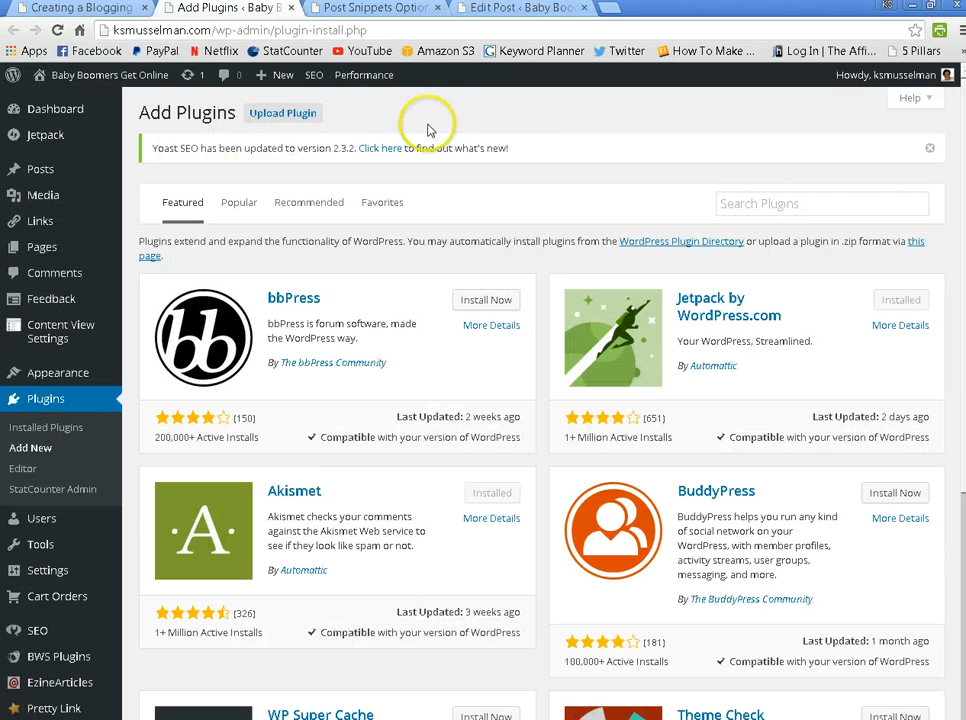 Creating a Blogging ×
Add Plugins ‹ Baby B ×
Post Snippets Optio ×
Edit Post ‹ Baby Boo ×
KS
ksmusselman.com/wp-admin/plugin-install.php
Apps Facebook PayPal Netflix StatCounter YouTube Amazon S3 Keyword Planner Twitter How To Make ... Log In | The Affi... 5 Pillars
Baby Boomers Get Online 1 0 + New SEO Performance Howdy, ksmusselman
Dashboard
Jetpack
Posts
Media
Links
Pages
Comments
Feedback
Content View
Settings
Appearance
Plugins
Installed Plugins
Add New
Editor
StatCounter Admin
Users
Tools
Settings
Cart Orders
SEO
BWS Plugins
EzineArticles
Pretty Link
Help
Add Plugins Upload Plugin
Yoast SEO has been updated to version 2.3.2. Click here to find out what's new!
Featured Popular Recommended Favorites Search Plugins
Plugins extend and expand the functionality of WordPress. You may automatically install plugins from the WordPress Plugin Directory or upload a plugin in .zip format via this
page.
bb
bbPress
Install Now
More Details
bbPress is forum software, made
the WordPress way.
By The bbPress Community
(150)
200,000+ Active Installs
Last Updated: 2 weeks ago
✓ Compatible with your version of WordPress
Jetpack by
WordPress.com
Installed
More Details
Your WordPress, Streamlined.
By Automattic
(651)
1+ Million Active Installs
Last Updated: 2 days ago
✓ Compatible with your version of WordPress
·A·
Akismet
Installed
More Details
Akismet checks your comments
against the Akismet Web service to
see if they look like spam or not.
By Automattic
(326)
1+ Million Active Installs
Last Updated: 3 weeks ago
✓ Compatible with your version of WordPress
BuddyPress
Install Now
More Details
BuddyPress helps you run any kind
of social network on your
WordPress, with member profiles,
activity streams, user groups,
messaging, and more.
By The BuddyPress Community
(181)
100,000+ Active Installs
Last Updated: 1 month ago
✓ Compatible with your version of WordPress
WP Super Cache
Install Now
Theme Check
Install Now